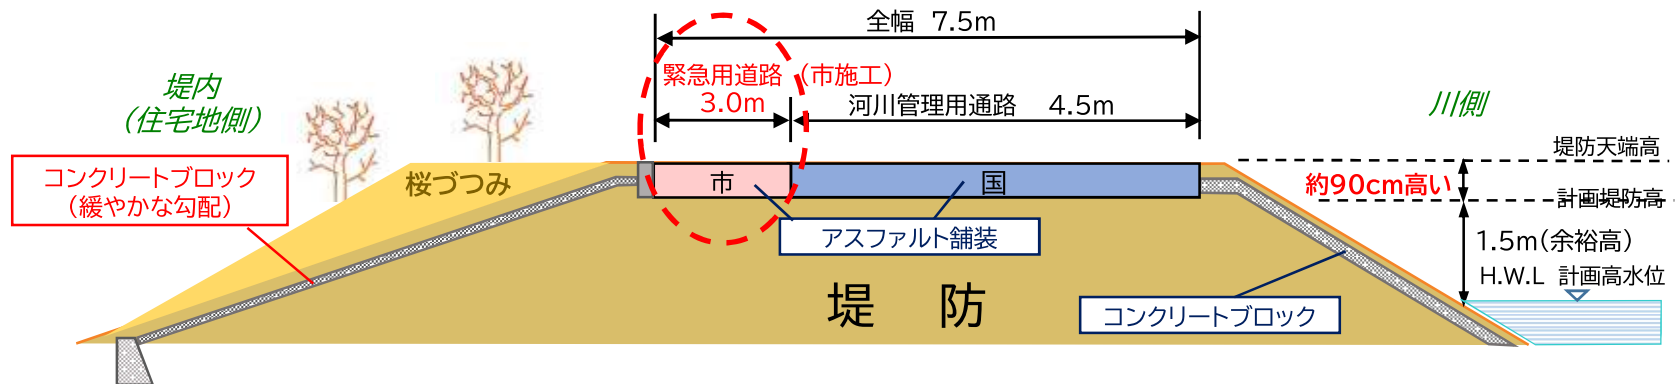 全幅 7.5m
緊急用道路 （市施工）
3.0m
河川管理用通路 4.5m
堤内
（住宅地側）
川側
堤防天端高
コンクリートブロック
（緩やかな勾配）
桜づつみ
市
国
約90cm高い
計画堤防高
アスファルト舗装
1.5m（余裕高）
H.W.L 計画高水位
堤 防
コンクリートブロック